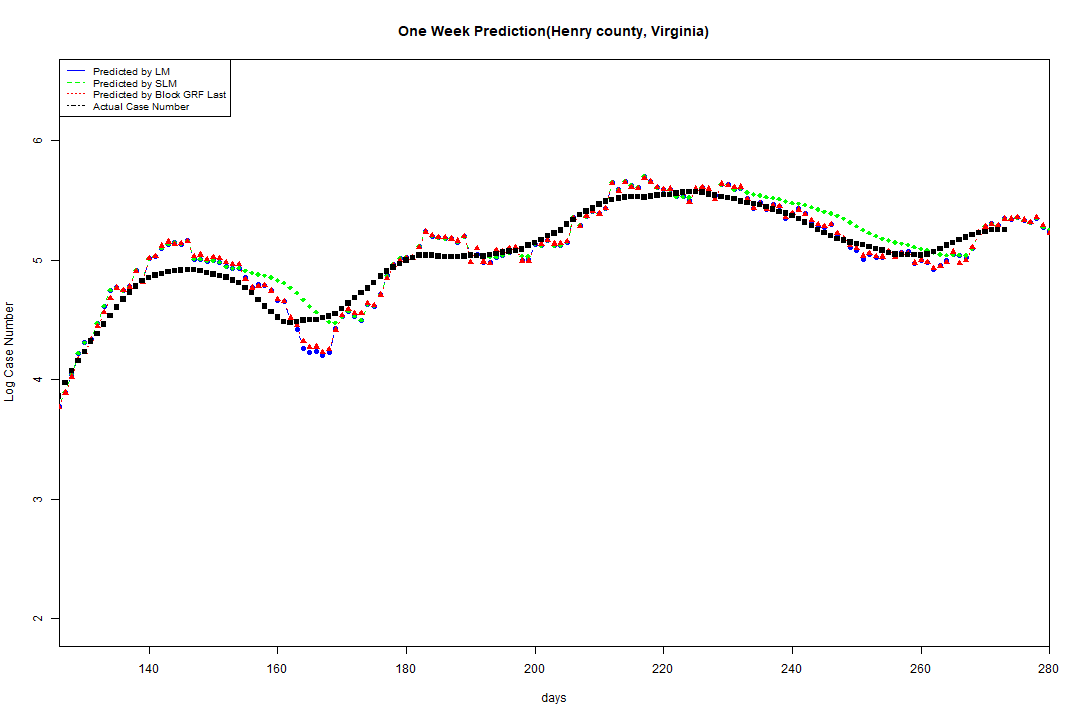 One Week Prediction(Henry county, Virginia)
Predicted by LM
Predicted by SLM
Predicted by Block GRF Last
Actual Case Number
6
5
4
3
2
Log Case Number
140 160 180 200 220 240 260 280
days